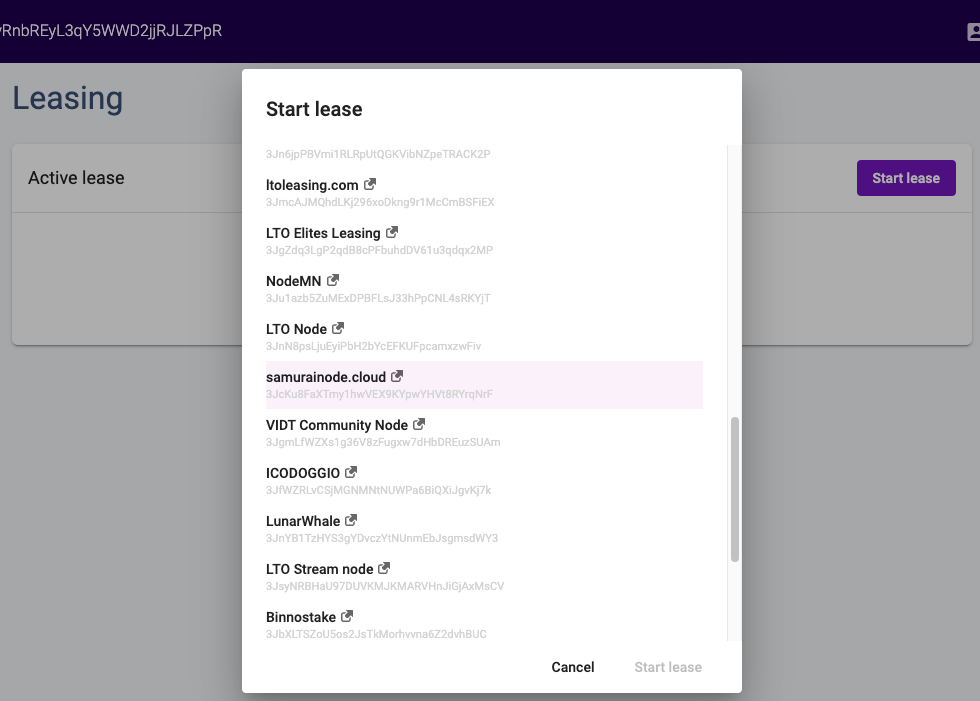 RnbREyL3qY5WWD2jjRJLZPpR
Leasing
Active lease
Start lease
Start lease
3Jn6jpPBVmi1RLRpUtQGKVibNZpeTRACK2P
ltoleasing.com
3JmcAJMQhdLKj296xoDkng9r1McCmBSFiEX
LTO Elites Leasing
3JgZdq3LgP2qdB8cPFbuhdDV61u3qdqx2MP
NodeMN
3Ju1azb5ZuMExDPBFLsJ33hPpCNL4sRKYjT
LTO Node
3JnN8psLjuEyiPbH2bYcEFKUFpcamxzwFiv
samurainode.cloud
3JcKu8FaXTmy1hwVEX9KYpwYHVt8RYrqNrF
VIDT Community Node
3JgmLfWZXs1g36V8zFugxw7dHbDREuzSUAm
ICODOGGIO
3JfWZRLvCSjMGNMNtNUWPa6BiQXiJgvKj7k
LunarWhale
3JnYB1TzHYS3gYDvczYtNUnmEbJsgmsdWY3
LTO Stream node
3JsyNRBHaU97DUVKMJKMARVHnJiGjAxMsCV
Binnostake
3JbXLTSZoU5os2JsTkMorhvvna6Z2dvhBUC
Cancel
Start lease